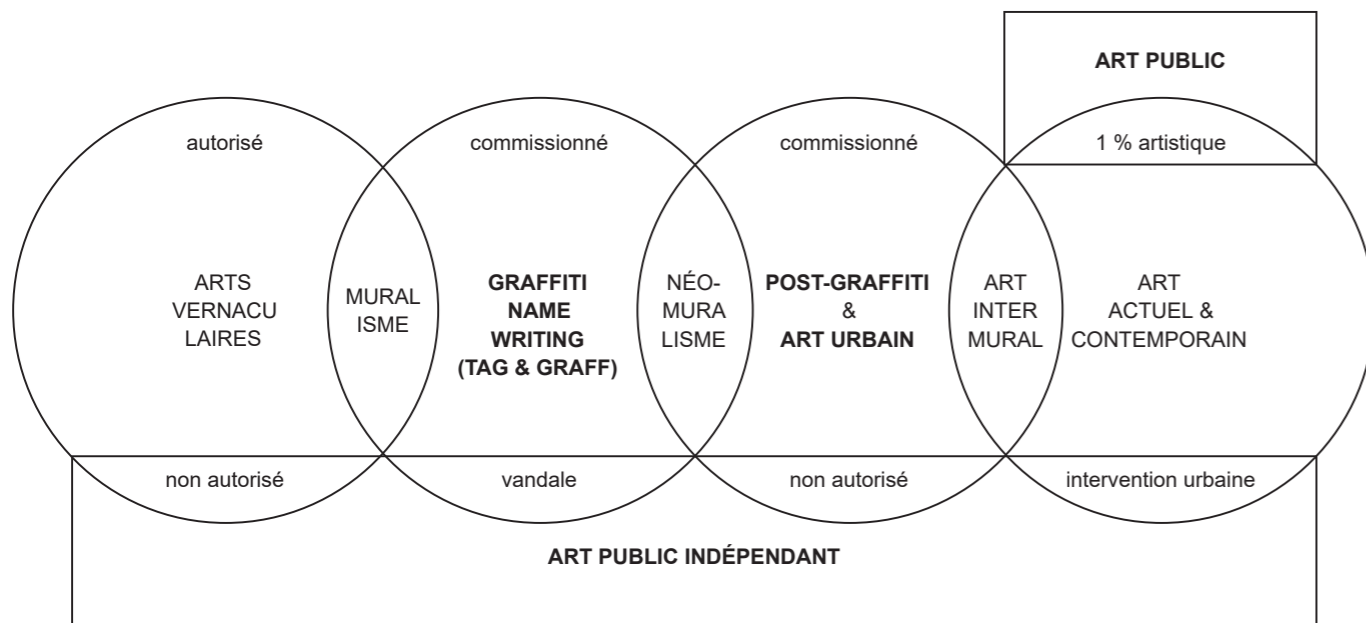 ART PUBLIC
autorisé
commissionné
commissionné
1 % artistique
ARTS
VERNACU
LAIRES
MURAL
ISME
GRAFFITI
NAME
WRITING
(TAG & GRAFF)
NÉO-
MURA
LISME
POST-GRAFFITI
&
ART URBAIN
ART
INTER
MURAL
ART
ACTUEL &
CONTEMPORAIN
non autorisé
vandale
non autorisé
intervention urbaine
ART PUBLIC INDÉPENDANT